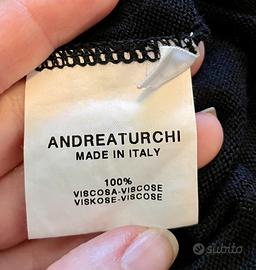 ANDREATURCHI
MADE IN ITALY
100%
VISCOSA-VISCOSE
VISKOSE-VISCOSE
subito